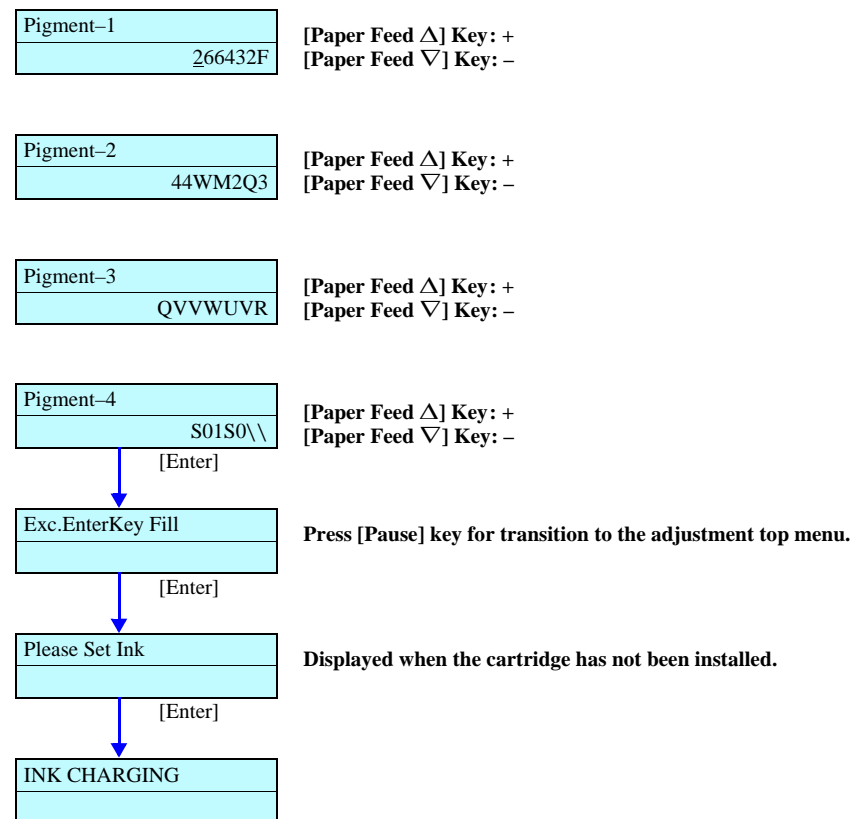 Pigment–1
266432F
[Paper Feed △] Key: +
[Paper Feed ▽] Key: –
Pigment–2
44WM2Q3
[Paper Feed △] Key: +
[Paper Feed ▽] Key: –
Pigment–3
QVVWUVR
[Paper Feed △] Key: +
[Paper Feed ▽] Key: –
Pigment–4
S01S0\\
[Paper Feed △] Key: +
[Paper Feed ▽] Key: –
[Enter]
Exc.EnterKey Fill
Press [Pause] key for transition to the adjustment top menu.
[Enter]
Please Set Ink
Displayed when the cartridge has not been installed.
[Enter]
INK CHARGING